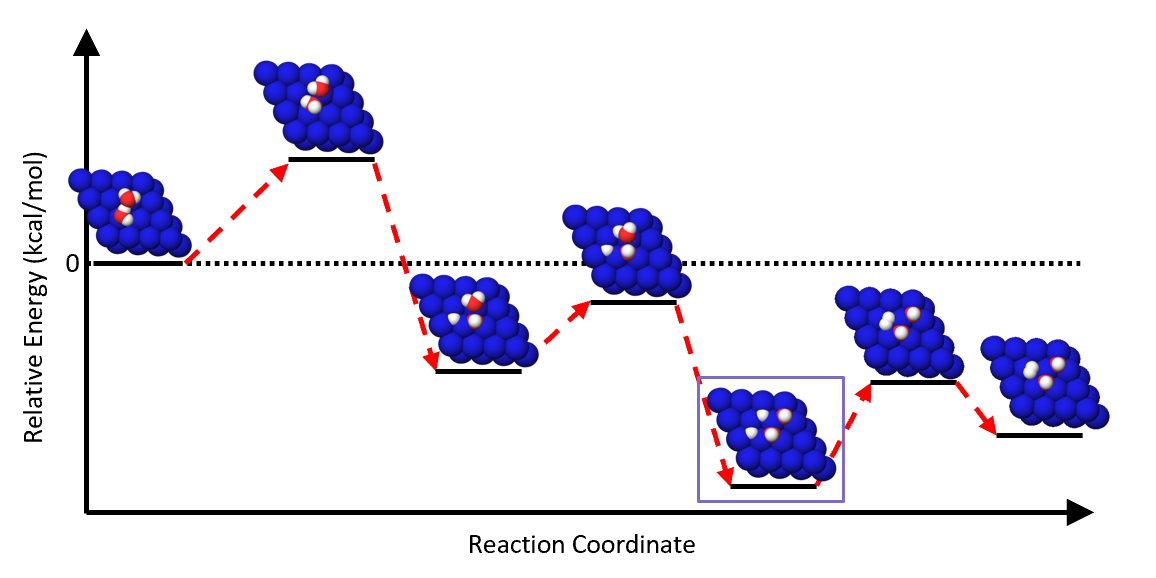 Relative Energy (kcal/mol)
0
Reaction Coordinate